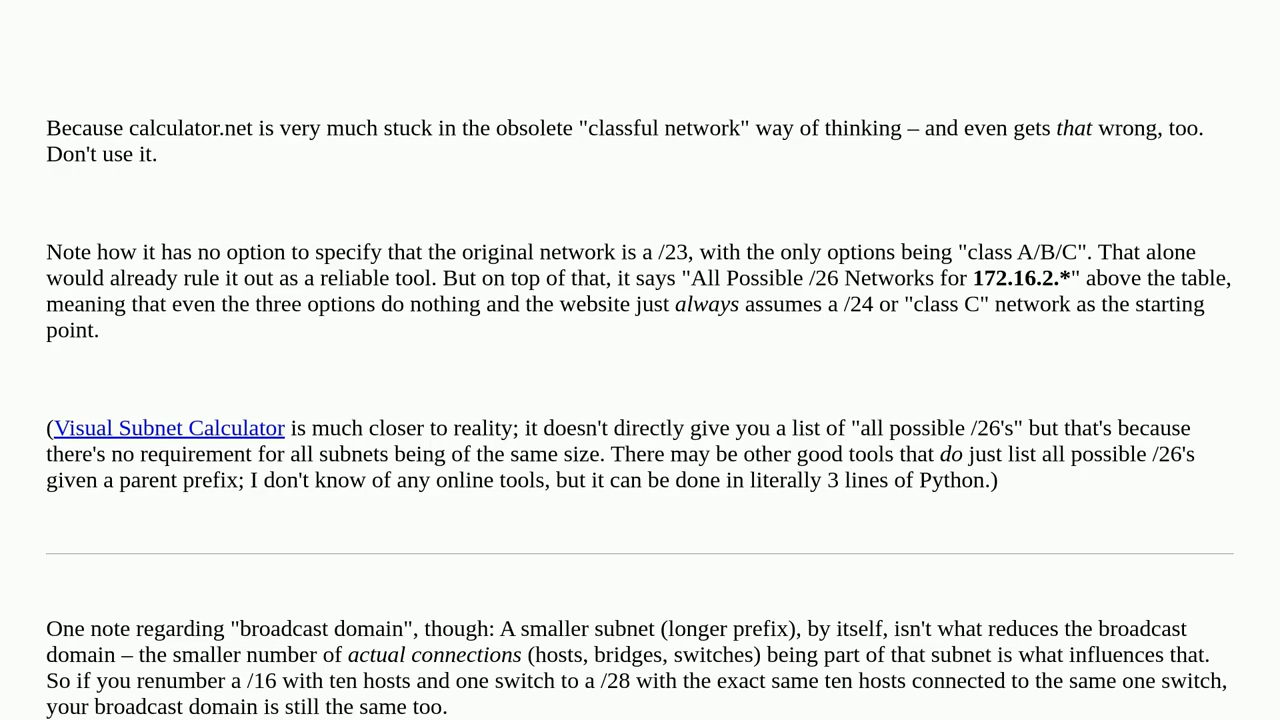 Because calculator.net is very much stuck in the obsolete "classful network" way of thinking – and even gets that wrong, too.
Don't use it.
Note how it has no option to specify that the original network is a /23, with the only options being "class A/B/C". That alone
would already rule it out as a reliable tool. But on top of that, it says "All Possible /26 Networks for 172.16.2.*" above the table,
meaning that even the three options do nothing and the website just always assumes a /24 or "class C" network as the starting
point.
(Visual Subnet Calculator is much closer to reality; it doesn't directly give you a list of "all possible /26's" but that's because
there's no requirement for all subnets being of the same size. There may be other good tools that do just list all possible /26's
given a parent prefix; I don't know of any online tools, but it can be done in literally 3 lines of Python.)
One note regarding "broadcast domain", though: A smaller subnet (longer prefix), by itself, isn't what reduces the broadcast
domain – the smaller number of actual connections (hosts, bridges, switches) being part of that subnet is what influences that.
So if you renumber a /16 with ten hosts and one switch to a /28 with the exact same ten hosts connected to the same one switch,
your broadcast domain is still the same too.